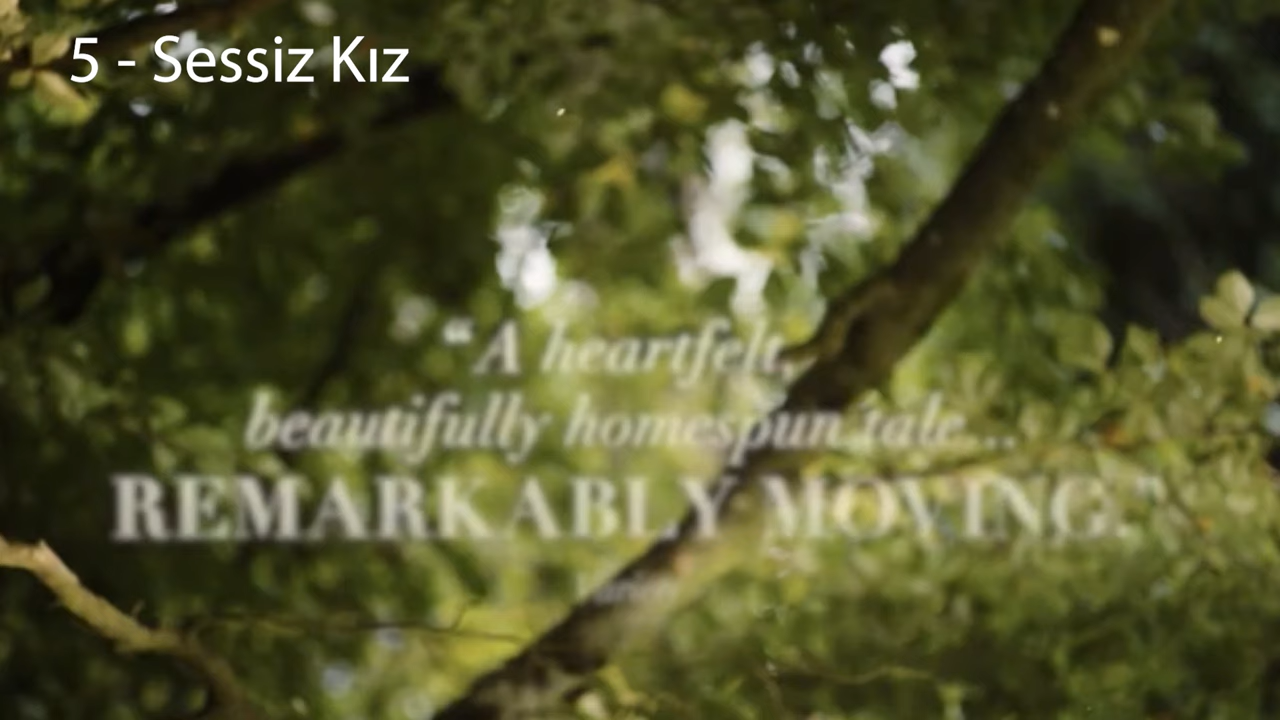 5 - Sessiz Kız
“A heartfelt,
beautifully homespun tale...
REMARKABLY MOVING.”